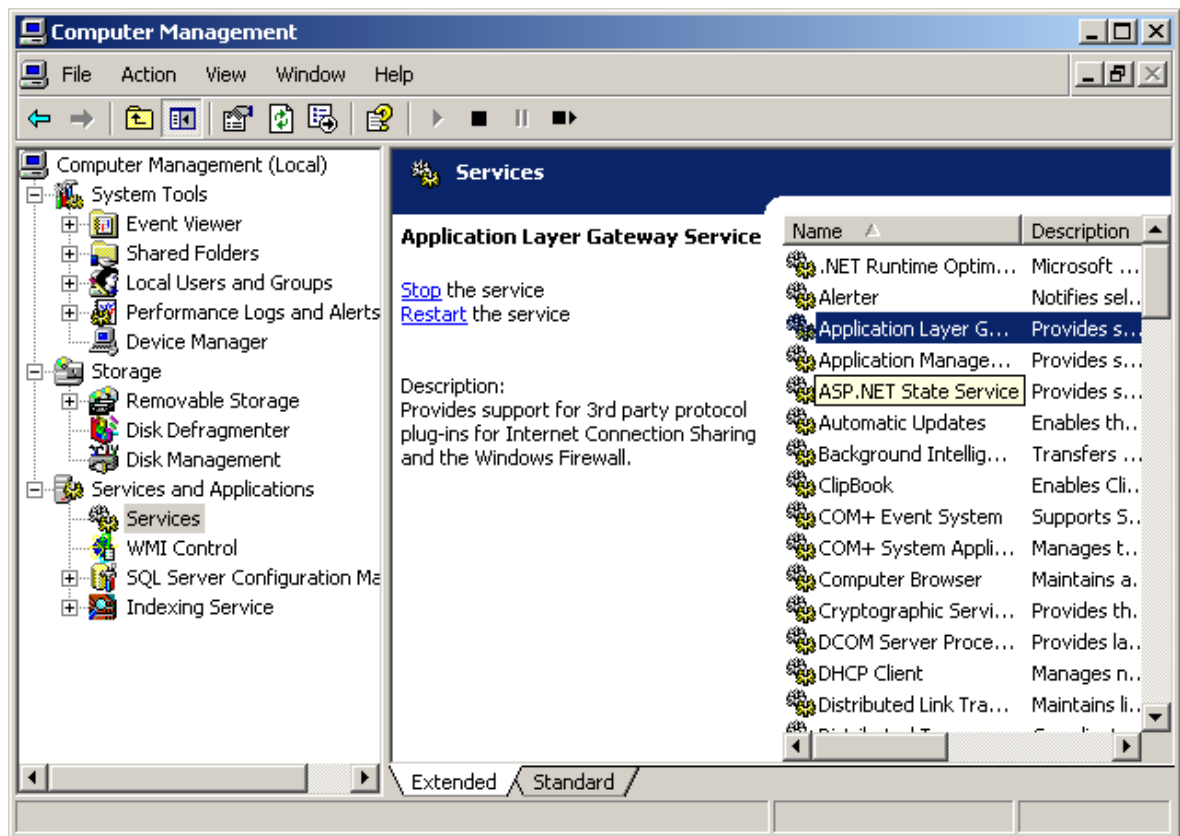 Computer Management
File Action View Window Help
Computer Management (Local)
System Tools
Event Viewer
Shared Folders
Local Users and Groups
Performance Logs and Alerts
Device Manager
Storage
Removable Storage
Disk Defragmenter
Disk Management
Services and Applications
Services
WMI Control
SQL Server Configuration Ma
Indexing Service
Services
Application Layer Gateway Service
Stop the service
Restart the service
Description:
Provides support for 3rd party protocol
plug-ins for Internet Connection Sharing
and the Windows Firewall.
Name Description
.NET Runtime Optim... Microsoft ...
Alerter Notifies sel..
Application Layer G... Provides s...
Application Manage... Provides s...
ASP.NET State Service Provides s...
Automatic Updates Enables th..
Background Intellig... Transfers ...
ClipBook Enables Cli..
COM+ Event System Supports S..
COM+ System Appli... Manages t..
Computer Browser Maintains a.
Cryptographic Servi... Provides th.
DCOM Server Proce... Provides la..
DHCP Client Manages n..
Distributed Link Tra... Maintains li..
Extended Standard